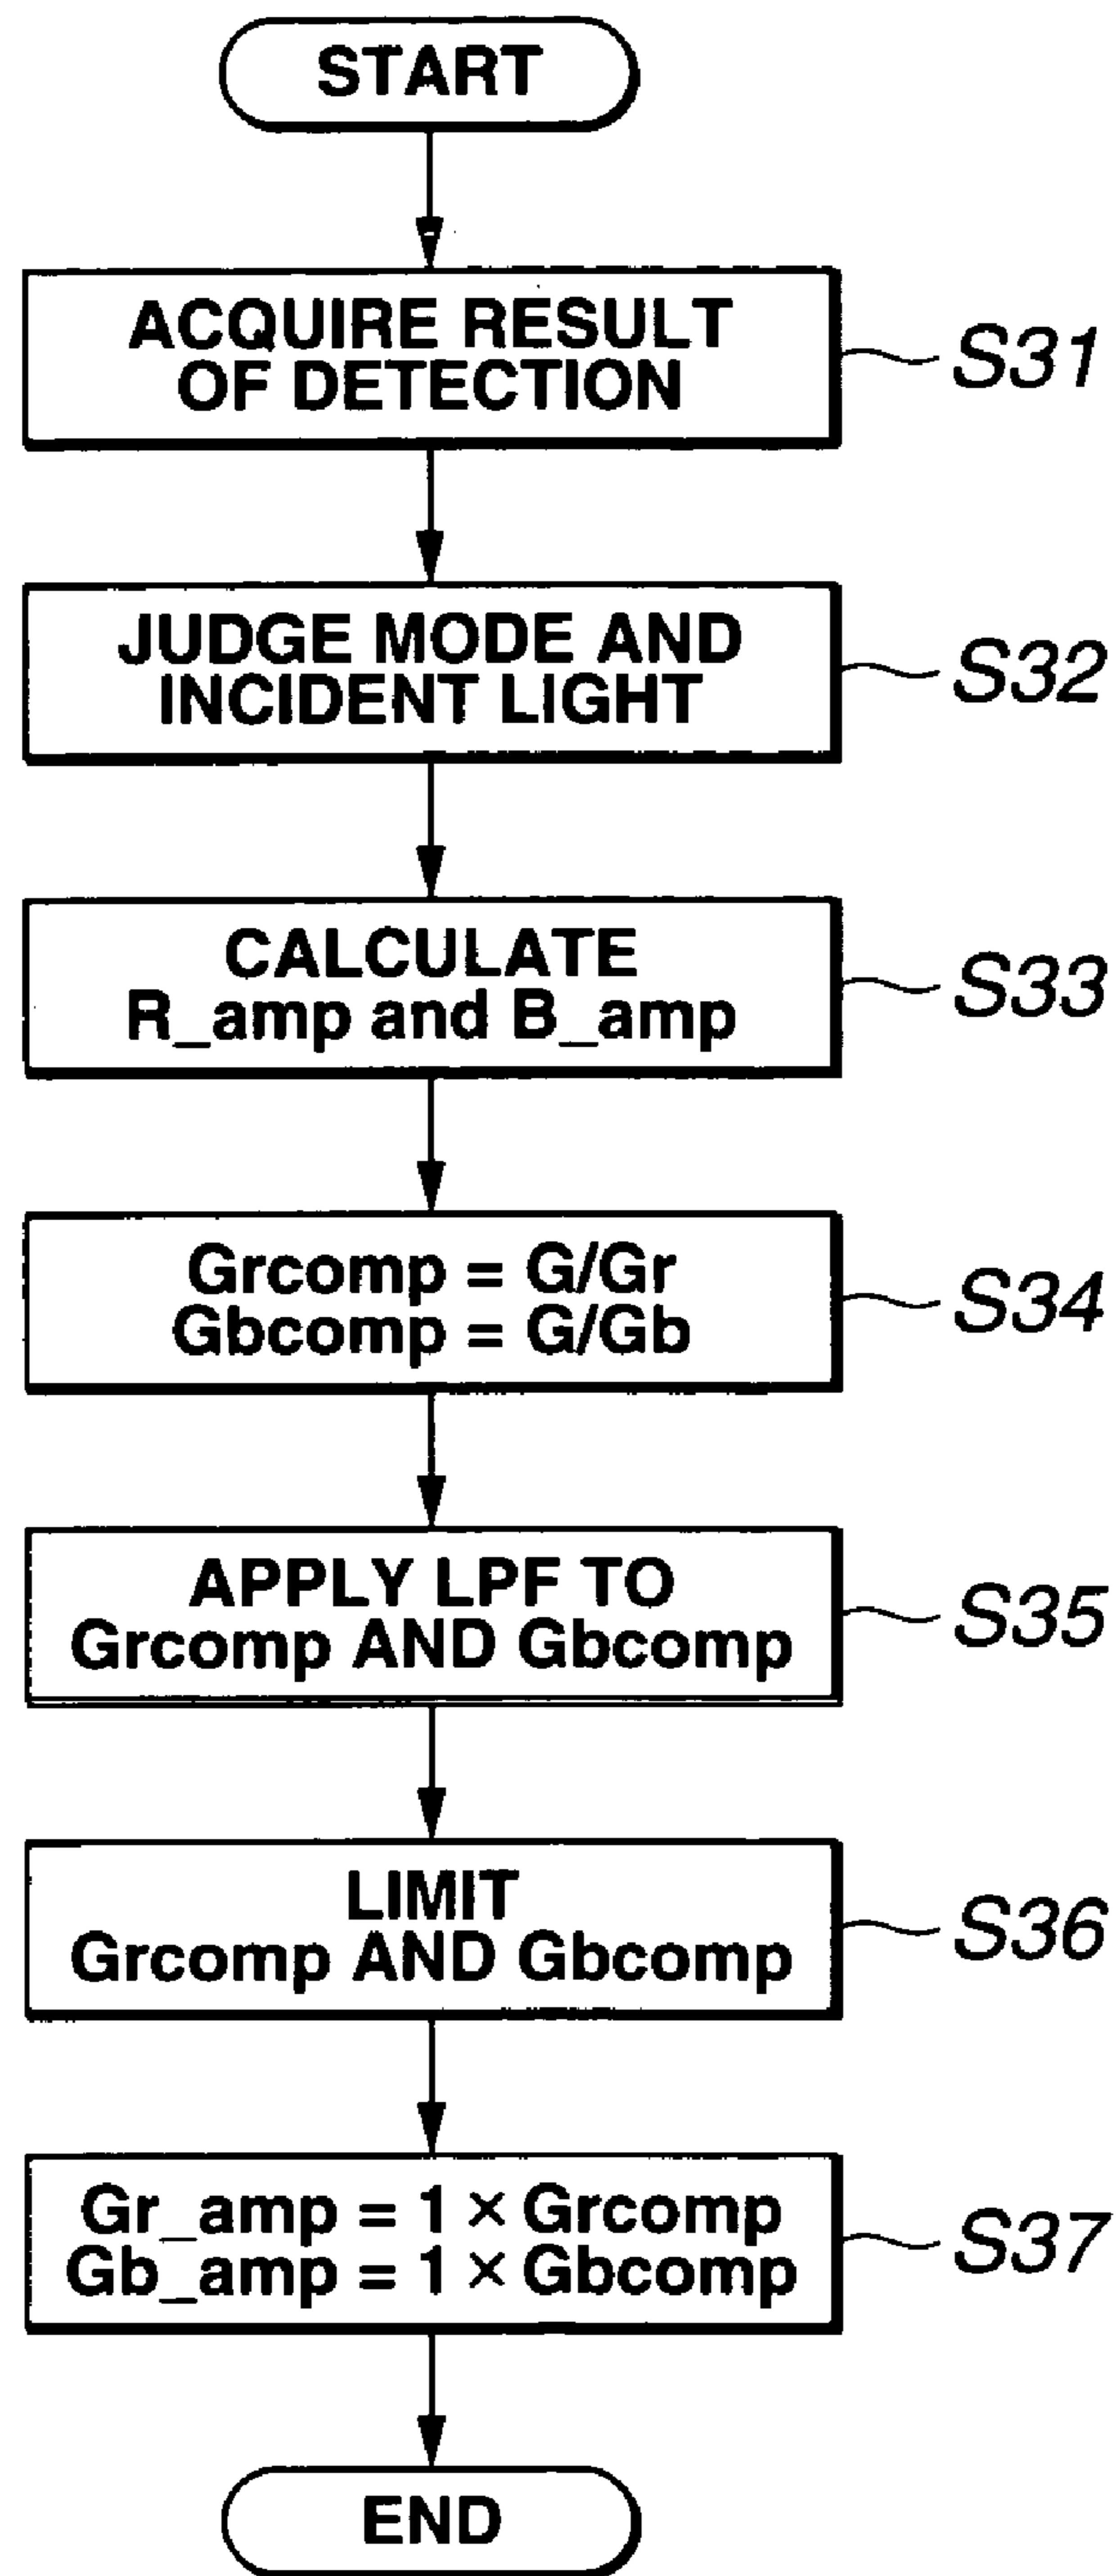 START
ACQUIRE RESULT
OF DETECTION
S31
JUDGE MODE AND
INCIDENT LIGHT
S32
CALCULATE
R_amp and B_amp
S33
Grcomp = G/Gr
Gbcomp = G/Gb
S34
APPLY LPF TO
Grcomp AND Gbcomp
S35
LIMIT
Grcomp AND Gbcomp
S36
Gr_amp = 1 × Grcomp
Gb_amp = 1 × Gbcomp
S37
END